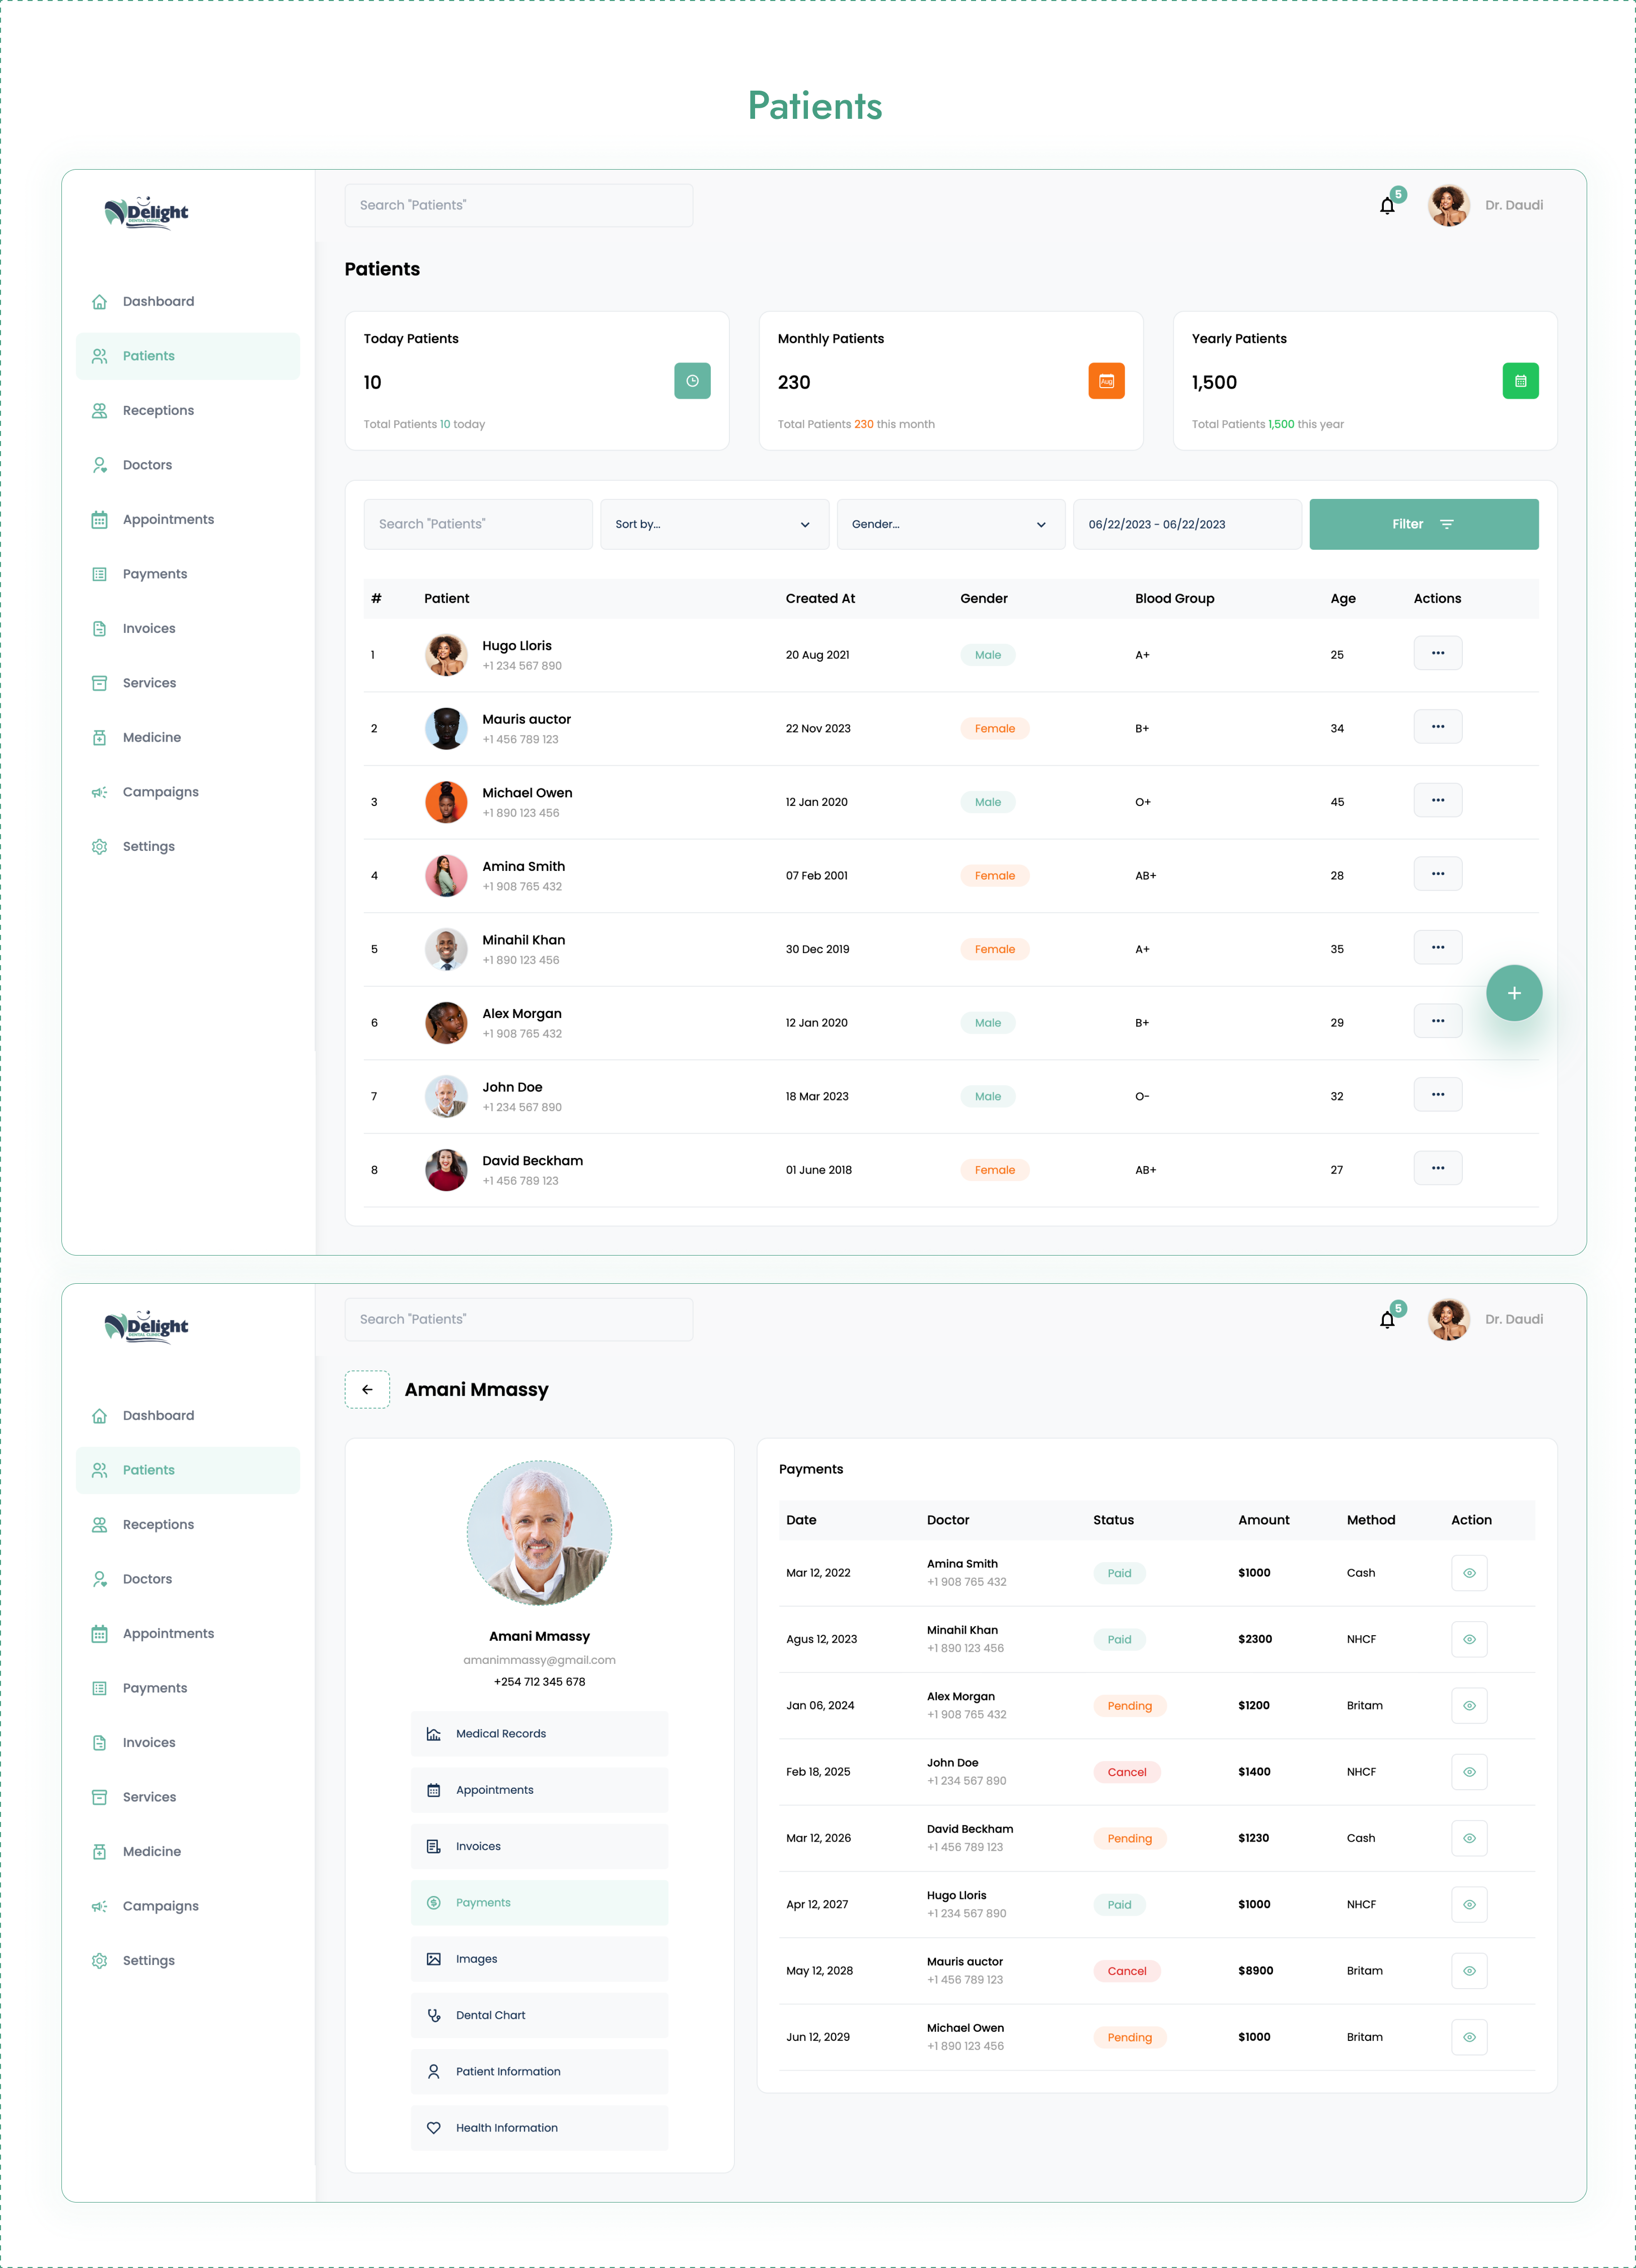 Patients
Delight
DENTAL CLINIC
Search "Patients"
5
Dr. Daudi
Dashboard
Patients
Receptions
Doctors
Appointments
Payments
Invoices
Services
Medicine
Campaigns
Settings
Patients
Today Patients
10
Total Patients 10 today
Monthly Patients
230
Aug
Total Patients 230 this month
Yearly Patients
1,500
Total Patients 1,500 this year
Search "Patients"
Sort by...
Gender...
06/22/2023 - 06/22/2023
Filter
# Patient Created At Gender Blood Group Age Actions
1 Hugo Lloris 20 Aug 2021 Male A+ 25
+1 234 567 890
2 Mauris auctor 22 Nov 2023 Female B+ 34
+1 456 789 123
3 Michael Owen 12 Jan 2020 Male O+ 45
+1 890 123 456
4 Amina Smith 07 Feb 2001 Female AB+ 28
+1 908 765 432
5 Minahil Khan 30 Dec 2019 Female A+ 35
+1 890 123 456
6 Alex Morgan 12 Jan 2020 Male B+ 29
+1 908 765 432
7 John Doe 18 Mar 2023 Male O- 32
+1 234 567 890
8 David Beckham 01 June 2018 Female AB+ 27
+1 456 789 123
Delight
DENTAL CLINIC
Search "Patients"
5
Dr. Daudi
Dashboard
Patients
Receptions
Doctors
Appointments
Payments
Invoices
Services
Medicine
Campaigns
Settings
Amani Mmassy
Amani Mmassy
amanimmassy@gmail.com
+254 712 345 678
Medical Records
Appointments
Invoices
Payments
Images
Dental Chart
Patient Information
Health Information
Payments
Date Doctor Status Amount Method Action
Mar 12, 2022 Amina Smith Paid $1000 Cash
+1 908 765 432
Agus 12, 2023 Minahil Khan Paid $2300 NHCF
+1 890 123 456
Jan 06, 2024 Alex Morgan Pending $1200 Britam
+1 908 765 432
Feb 18, 2025 John Doe Cancel $1400 NHCF
+1 234 567 890
Mar 12, 2026 David Beckham Pending $1230 Cash
+1 456 789 123
Apr 12, 2027 Hugo Lloris Paid $1000 NHCF
+1 234 567 890
May 12, 2028 Mauris auctor Cancel $8900 Britam
+1 456 789 123
Jun 12, 2029 Michael Owen Pending $1000 Britam
+1 890 123 456